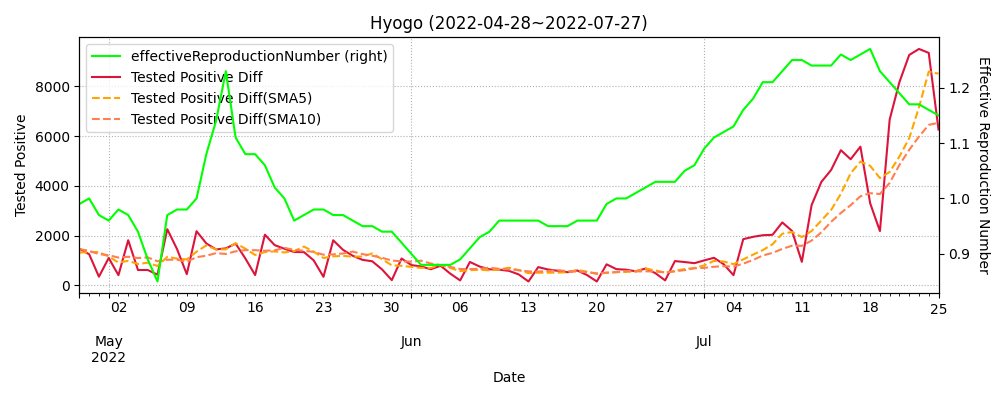 Hyogo (2022-04-28~2022-07-27)
effectiveReproductionNumber (right)
Tested Positive Diff
Tested Positive Diff(SMA5)
Tested Positive Diff(SMA10)
Tested Positive
8000
6000
4000
2000
0
Effective Reproduction Number
1.2
1.1
1.0
0.9
02 09 16 23 30 06 13 20 27 04 11 18 25
May Jun Jul
2022
Date